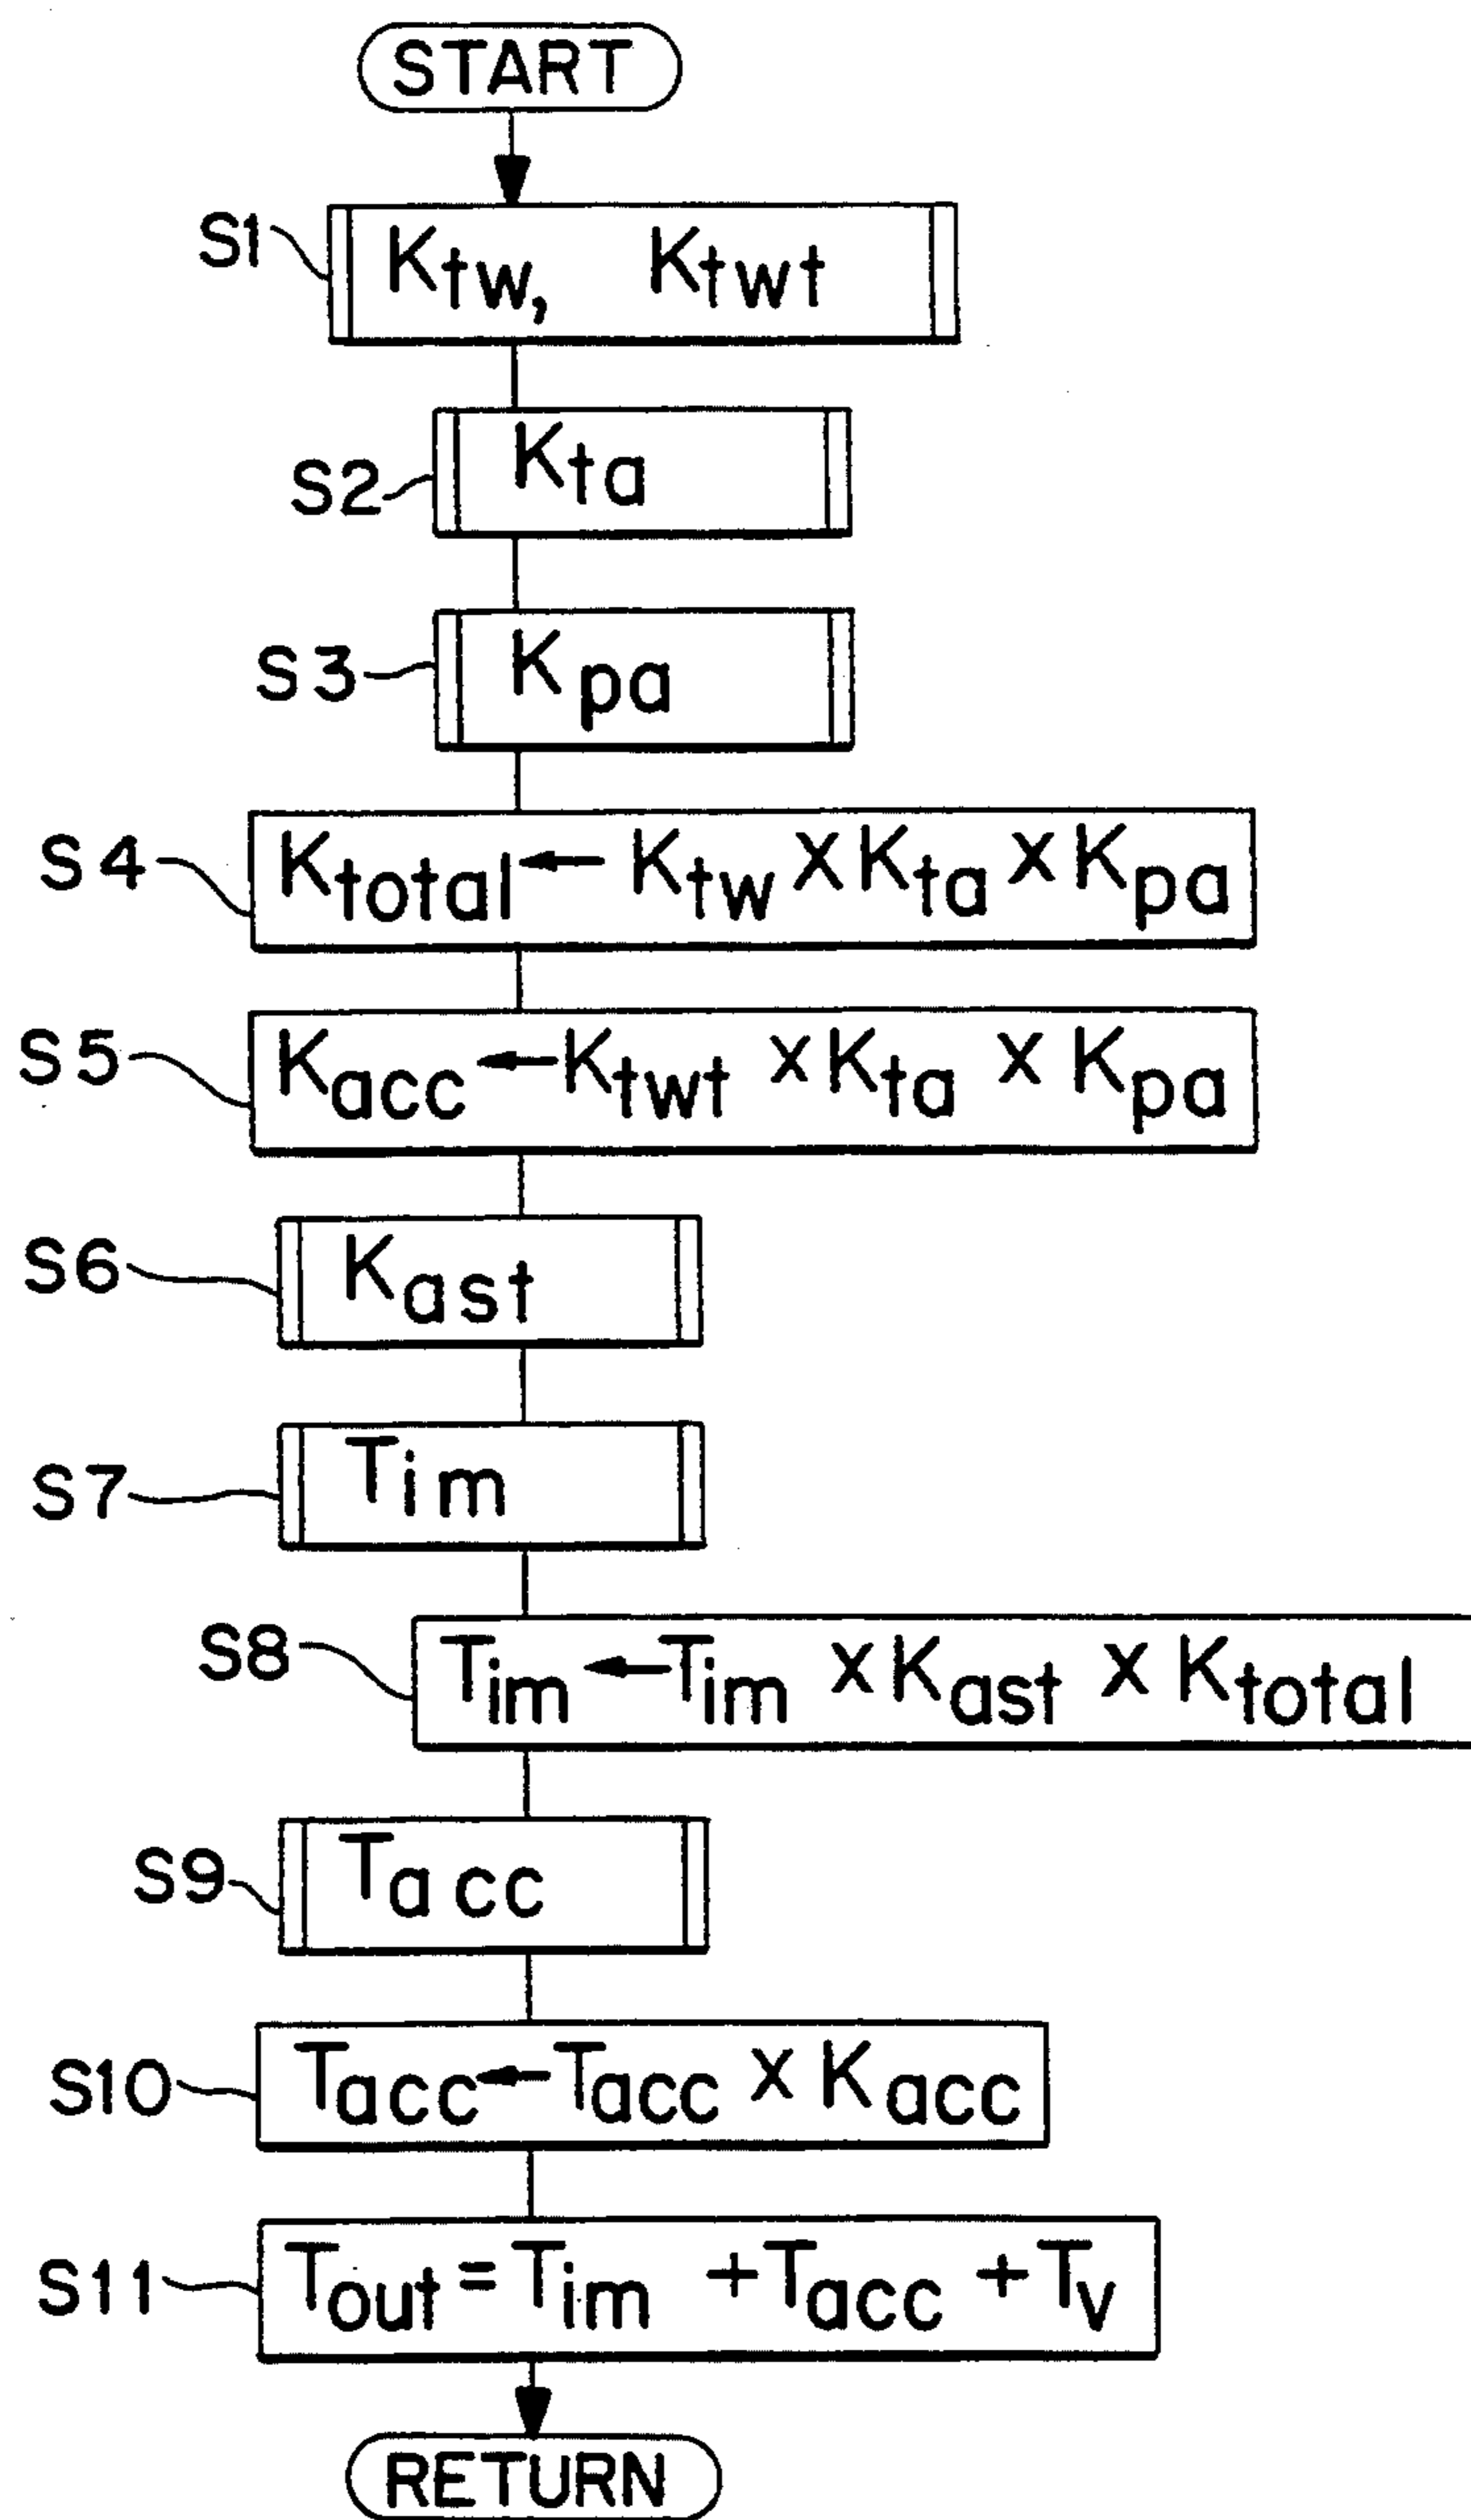 START
S1 Ktw, Ktwt
S2 Kta
S3 Kpa
S4 Ktotal ← Ktw X Kta X Kpa
S5 Kacc ← Ktwt X Kta X Kpa
S6 Kast
S7 Tim
S8 Tim ← Tim X Kast X Ktotal
S9 Tacc
S10 Tacc ← Tacc X Kacc
S11 Tout = Tim + Tacc + Tv
RETURN